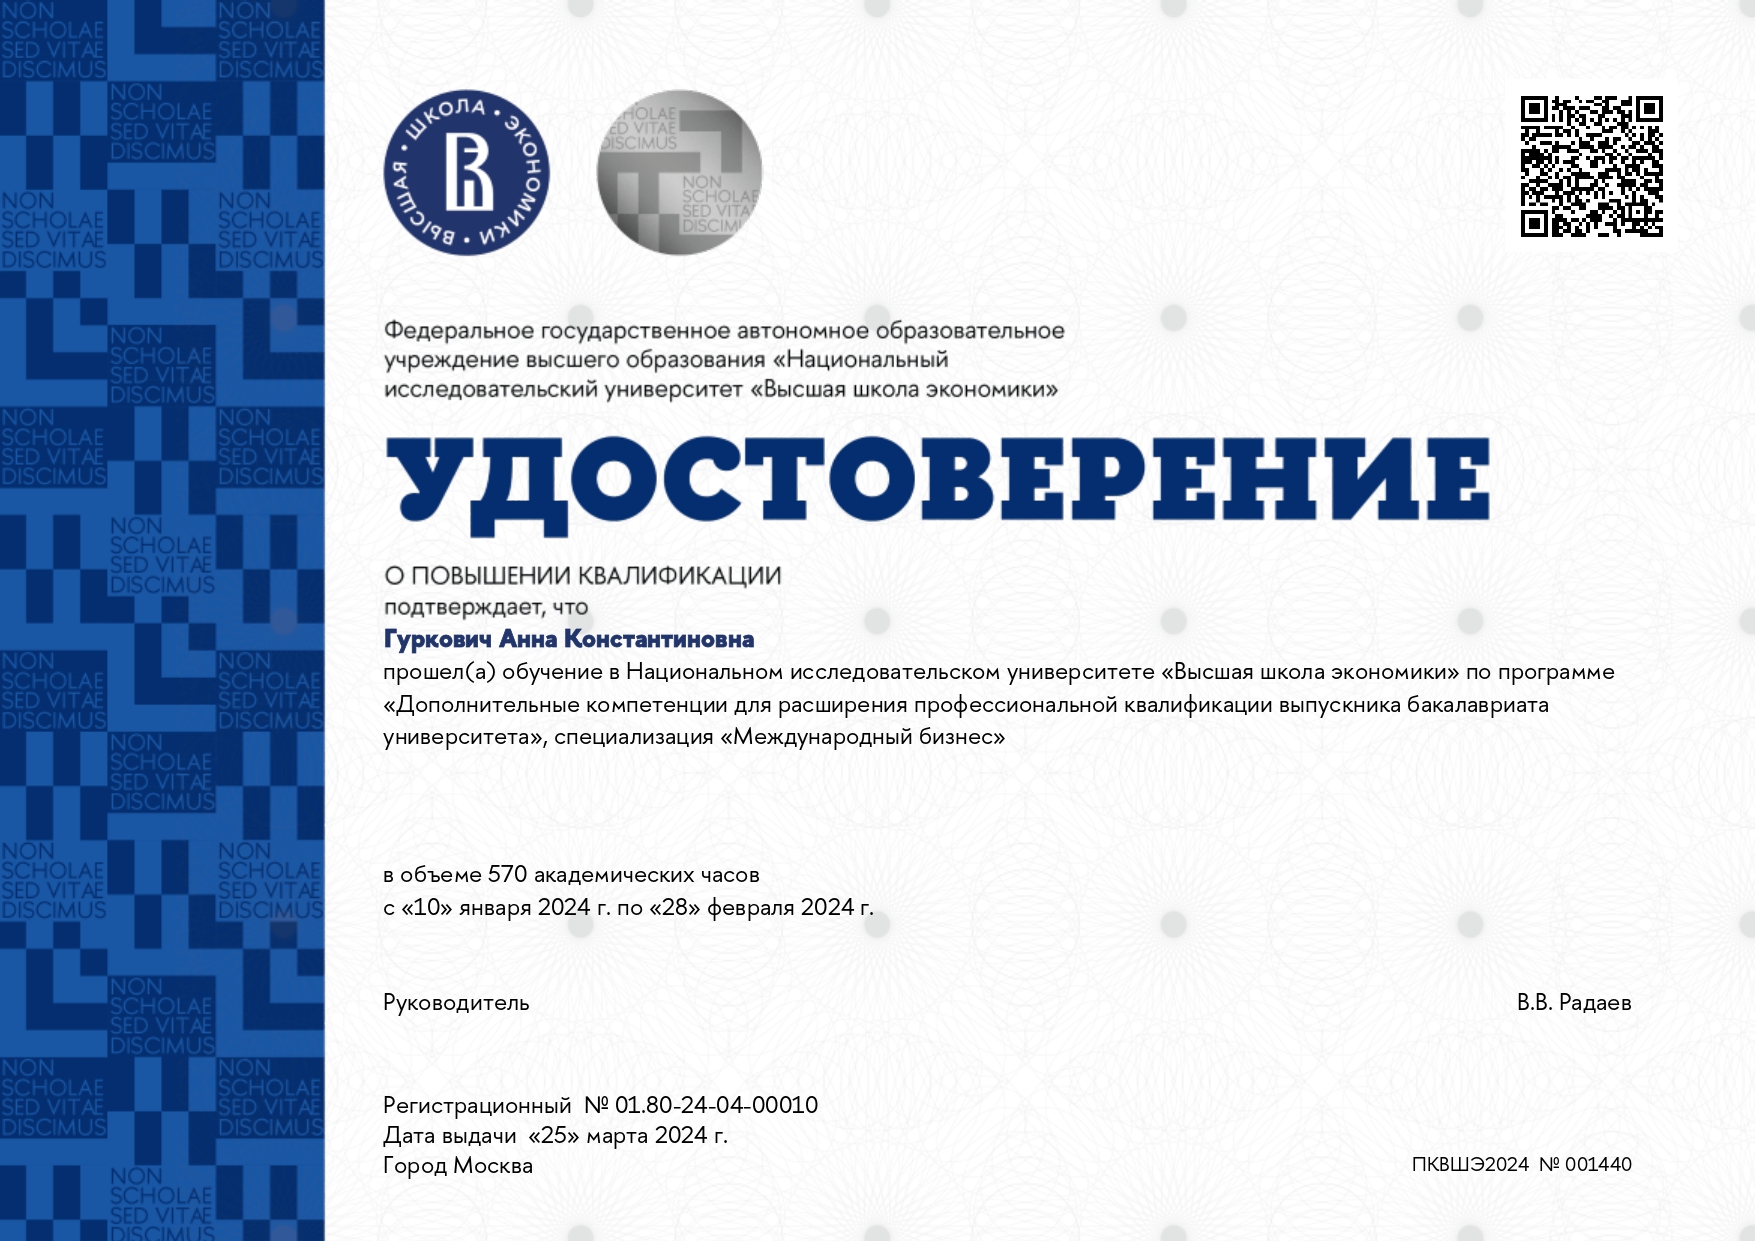 ВЫСШАЯ • ШКОЛА • ЭКОНОМИКИ •
NON
SCHOLAE
SED VITAE
DISCIMUS
Федеральное государственное автономное образовательное
учреждение высшего образования «Национальный
исследовательский университет «Высшая школа экономики»
УДОСТОВЕРЕНИЕ
О ПОВЫШЕНИИ КВАЛИФИКАЦИИ
подтверждает, что
Гуркович Анна Константиновна
прошел(а) обучение в Национальном исследовательском университете «Высшая школа экономики» по программе
«Дополнительные компетенции для расширения профессиональной квалификации выпускника бакалавриата
университета», специализация «Международный бизнес»
в объеме 570 академических часов
с «10» января 2024 г. по «28» февраля 2024 г.
Руководитель В.В. Радаев
Регистрационный № 01.80-24-04-00010
Дата выдачи «25» марта 2024 г.
Город Москва
ПКВШЭ2024 № 001440